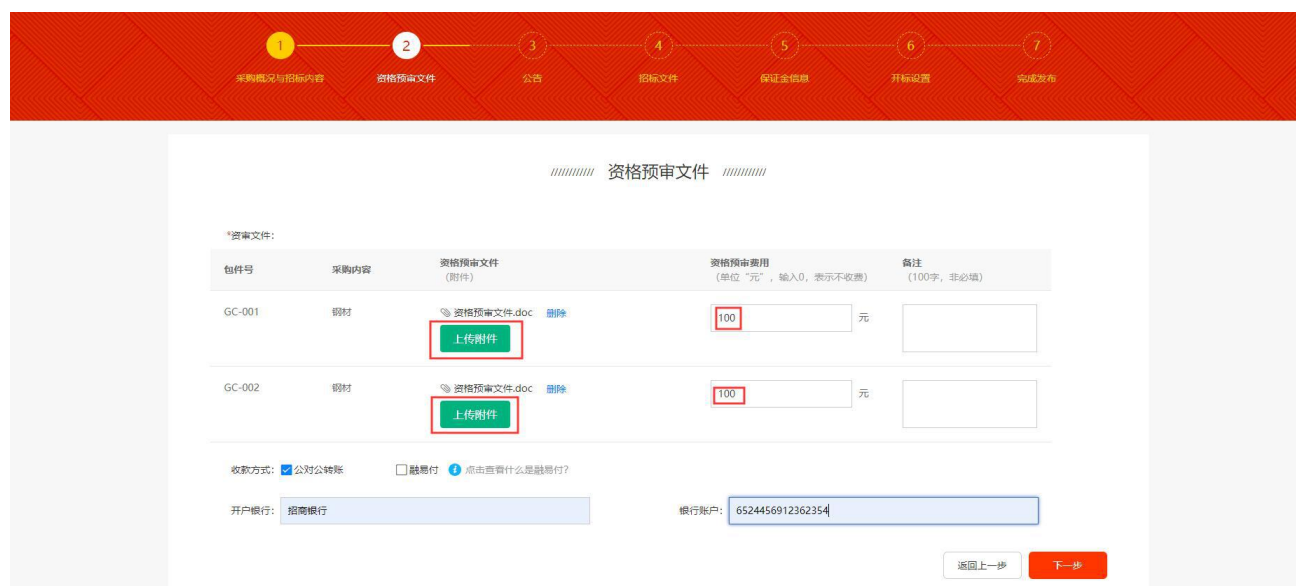 1 2 3 4 5 6 7
采购概况与招标内容 资格预审文件 公告 招标文件 保证金信息 开标设置 完成发布
/////////// 资格预审文件 ///////////
*资审文件:
包件号 采购内容 资格预审文件 资格预审费用 备注
(附件) (单位“元”, 输入0, 表示不收费) (100字, 非必填)
GC-001 钢材 资格预审文件.doc 删除 100 元
上传附件
GC-002 钢材 资格预审文件.doc 删除 100 元
上传附件
收款方式: 公对公转账 融易付 点击查看什么是融易付?
开户银行: 招商银行 银行账户: 6524456912362354
返回上一步 下一步